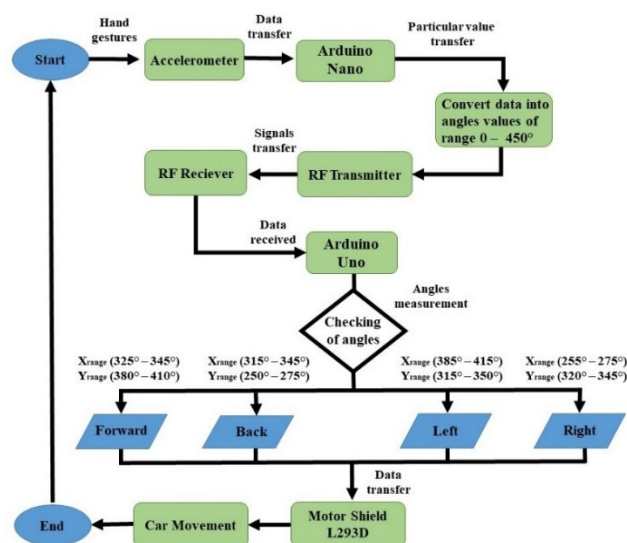 Hand
gestures
Data
transfer
Particular value
transfer
Start
Accelerometer
Arduino
Nano
Convert data into
angles values of
range 0 – 450°
Signals
transfer
RF Reciever
RF Transmitter
Data
received
Arduino
Uno
Angles
measurement
Checking
of angles
Xrange (325°–345°)
Yrange (380°–410°)
Xrange (315°–345°)
Yrange (250°–275°)
Xrange (385°–415°)
Yrange (315°–350°)
Xrange (255°–275°)
Yrange (320°–345°)
Forward
Back
Left
Right
Data
transfer
End
Car Movement
Motor Shield
L293D